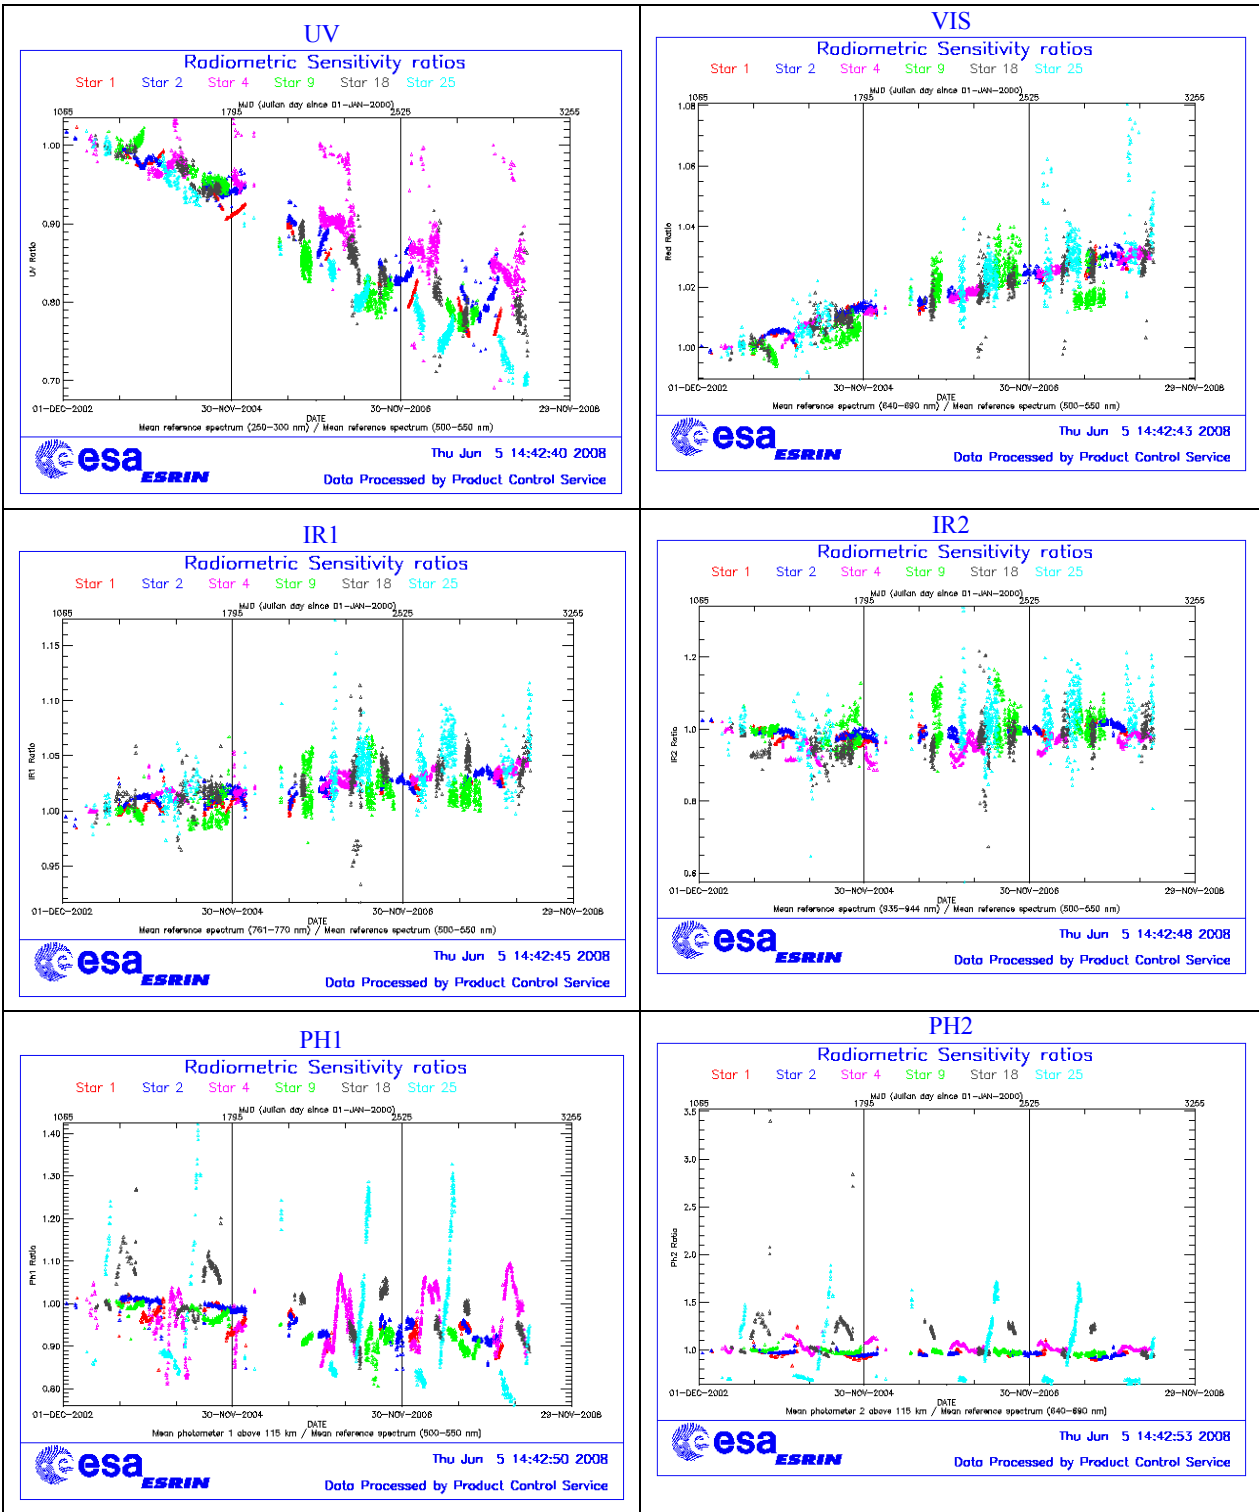 UV
Radiometric Sensitivity ratios
Star 1 Star 2 Star 4 Star 9 Star 18 Star 25
MJD (Julian day since 01-JAN-2000)
1065 1795 2525 3255
1.00
0.90
0.80
0.70
UV Ratio
01-DEC-2002 30-NOV-2004 30-NOV-2006 29-NOV-2008
DATE
Mean reference spectrum (250-300 nm) / Mean reference spectrum (500-550 nm)
esa
ESRIN
Thu Jun 5 14:42:40 2008
Data Processed by Product Control Service
VIS
Radiometric Sensitivity ratios
Star 1 Star 2 Star 4 Star 9 Star 18 Star 25
MJD (Julian day since 01-JAN-2000)
1065 1795 2525 3255
1.08
1.06
1.04
1.02
1.00
Red Ratio
01-DEC-2002 30-NOV-2004 30-NOV-2006 29-NOV-2008
DATE
Mean reference spectrum (640-690 nm) / Mean reference spectrum (500-550 nm)
esa
ESRIN
Thu Jun 5 14:42:43 2008
Data Processed by Product Control Service
IR1
Radiometric Sensitivity ratios
Star 1 Star 2 Star 4 Star 9 Star 18 Star 25
MJD (Julian day since 01-JAN-2000)
1065 1795 2525 3255
1.15
1.10
1.05
1.00
0.95
IR1 Ratio
01-DEC-2002 30-NOV-2004 30-NOV-2006 29-NOV-2008
DATE
Mean reference spectrum (761-770 nm) / Mean reference spectrum (500-550 nm)
esa
ESRIN
Thu Jun 5 14:42:45 2008
Data Processed by Product Control Service
IR2
Radiometric Sensitivity ratios
Star 1 Star 2 Star 4 Star 9 Star 18 Star 25
MJD (Julian day since 01-JAN-2000)
1065 1795 2525 3255
1.2
1.0
0.8
0.6
IR2 Ratio
01-DEC-2002 30-NOV-2004 30-NOV-2006 29-NOV-2008
DATE
Mean reference spectrum (935-944 nm) / Mean reference spectrum (500-550 nm)
esa
ESRIN
Thu Jun 5 14:42:48 2008
Data Processed by Product Control Service
PH1
Radiometric Sensitivity ratios
Star 1 Star 2 Star 4 Star 9 Star 18 Star 25
MJD (Julian day since 01-JAN-2000)
1065 1795 2525 3255
1.40
1.30
1.20
1.10
1.00
0.90
0.80
Ph1 Ratio
01-DEC-2002 30-NOV-2004 30-NOV-2006 29-NOV-2008
DATE
Mean photometer 1 above 115 km / Mean reference spectrum (500-550 nm)
esa
ESRIN
Thu Jun 5 14:42:50 2008
Data Processed by Product Control Service
PH2
Radiometric Sensitivity ratios
Star 1 Star 2 Star 4 Star 9 Star 18 Star 25
MJD (Julian day since 01-JAN-2000)
1065 1795 2525 3255
3.5
3.0
2.5
2.0
1.5
1.0
Ph2 Ratio
01-DEC-2002 30-NOV-2004 30-NOV-2006 29-NOV-2008
DATE
Mean photometer 2 above 115 km / Mean reference spectrum (640-690 nm)
esa
ESRIN
Thu Jun 5 14:42:53 2008
Data Processed by Product Control Service